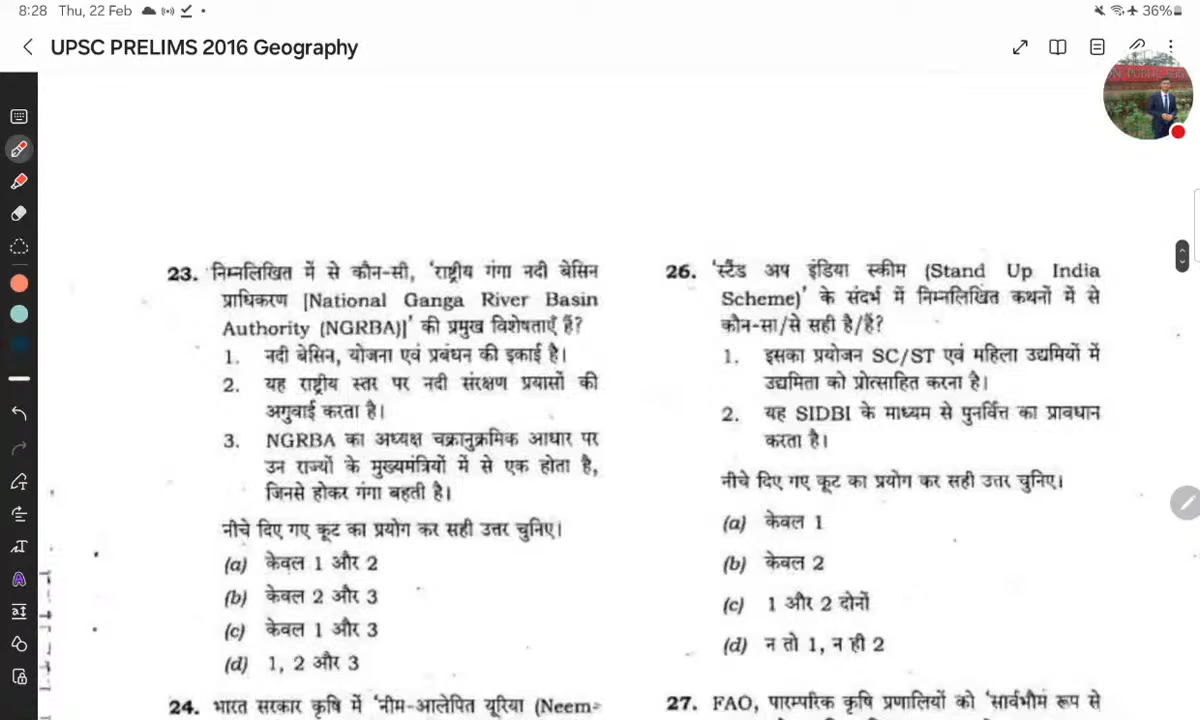 8:28 Thu, 22 Feb
36%
UPSC PRELIMS 2016 Geography
23. निम्नलिखित में से कौन-सी, 'राष्ट्रीय गंगा नदी बेसिन
प्राधिकरण [National Ganga River Basin
Authority (NGRBA)]' की प्रमुख विशेषताएँ हैं?
1. नदी बेसिन, योजना एवं प्रबंधन की इकाई है।
2. यह राष्ट्रीय स्तर पर नदी संरक्षण प्रयासों की
अगुवाई करता है।
3. NGRBA का अध्यक्ष चक्रानुक्रमिक आधार पर
उन राज्यों के मुख्यमंत्रियों में से एक होता है,
जिनसे होकर गंगा बहती है।
नीचे दिए गए कूट का प्रयोग कर सही उत्तर चुनिए।
(a) केवल 1 और 2
(b) केवल 2 और 3
(c) केवल 1 और 3
(d) 1, 2 और 3
24. भारत सरकार कृषि में 'नीम-आलेपित यूरिया (Neem-
26. 'स्टैंड अप इंडिया स्कीम (Stand Up India
Scheme)' के संदर्भ में निम्नलिखित कथनों में से
कौन-सा/से सही है/हैं?
1. इसका प्रयोजन SC/ST एवं महिला उद्यमियों में
उद्यमिता को प्रोत्साहित करना है।
2. यह SIDBI के माध्यम से पुनर्वित्त का प्रावधान
करता है।
नीचे दिए गए कूट का प्रयोग कर सही उत्तर चुनिए।
(a) केवल 1
(b) केवल 2
(c) 1 और 2 दोनों
(d) न तो 1, न ही 2
27. FAO, पारम्परिक कृषि प्रणालियों को 'सार्वभौम रूप से